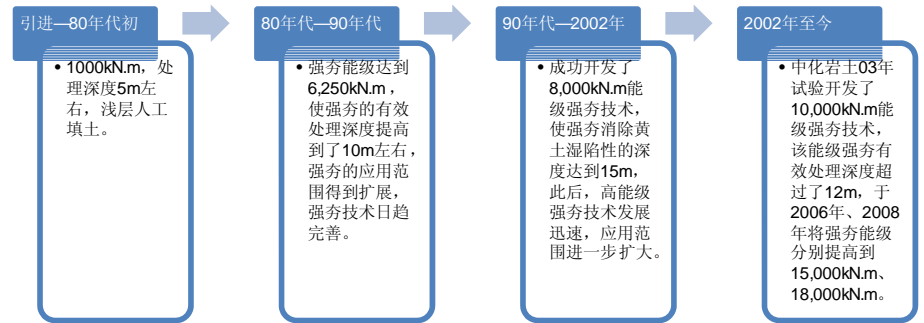 引进—80年代初
• 1000kN.m，处
理深度5m左
右，浅层人工
填土。
80年代—90年代
• 强夯能级达到
6,250kN.m，
使强夯的有效
处理深度提高
到了10m左右，
强夯的应用范
围得到扩展，
强夯技术日趋
完善。
90年代—2002年
• 成功开发了
8,000kN.m能
级强夯技术，
使强夯消除黄
土湿陷性的深
度达到15m，
此后，高能级
强夯技术发展
迅速，应用范
围进一步扩大。
2002年至今
• 中化岩土03年
试验开发了
10,000kN.m能
级强夯技术，
该能级强夯有
效处理深度超
过了12m，于
2006年、2008
年将强夯能级
分别提高到
15,000kN.m、
18,000kN.m。